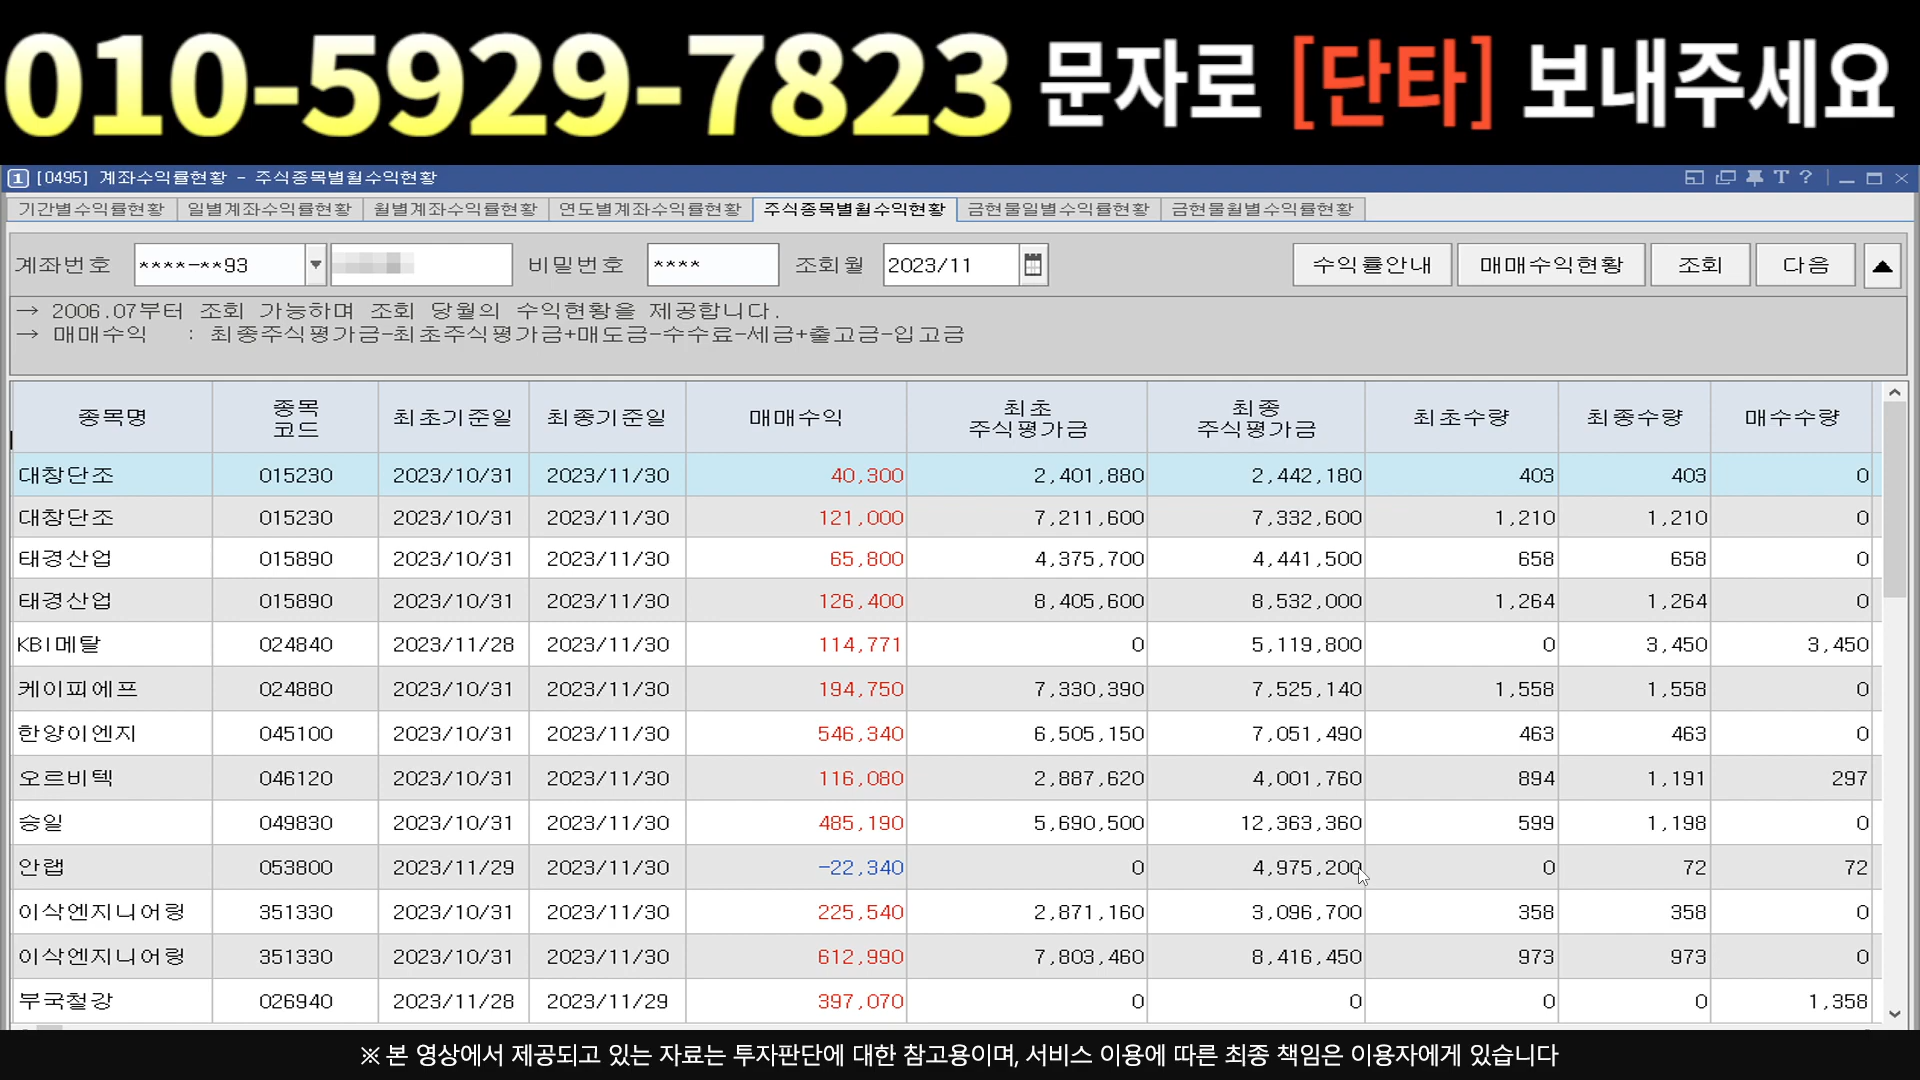 010-5929-7823 문자로 [단타] 보내주세요
1 [0495] 계좌수익률현황 - 주식종목별월수익현황
기간별수익률현황 일별계좌수익률현황 월별계좌수익률현황 연도별계좌수익률현황 주식종목별월수익현황 금현물일별수익률현황 금현물월별수익률현황
계좌번호 ****-**93 비밀번호 **** 조회월 2023/11 수익률안내 매매수익현황 조회 다음 ▲
→ 2006.07부터 조회 가능하며 조회 당월의 수익현황을 제공합니다.
→ 매매수익 : 최종주식평가금-최초주식평가금+매도금-수수료-세금+출고금-입고금
종목명 종목코드 최초기준일 최종기준일 매매수익 최초주식평가금 최종주식평가금 최초수량 최종수량 매수수량
대창단조 015230 2023/10/31 2023/11/30 40,300 2,401,880 2,442,180 403 403 0
대창단조 015230 2023/10/31 2023/11/30 121,000 7,211,600 7,332,600 1,210 1,210 0
태경산업 015890 2023/10/31 2023/11/30 65,800 4,375,700 4,441,500 658 658 0
태경산업 015890 2023/10/31 2023/11/30 126,400 8,405,600 8,532,000 1,264 1,264 0
KBI메탈 024840 2023/11/28 2023/11/30 114,771 0 5,119,800 0 3,450 3,450
케이피에프 024880 2023/10/31 2023/11/30 194,750 7,330,390 7,525,140 1,558 1,558 0
한양이엔지 045100 2023/10/31 2023/11/30 546,340 6,505,150 7,051,490 463 463 0
오르비텍 046120 2023/10/31 2023/11/30 116,080 2,887,620 4,001,760 894 1,191 297
승일 049830 2023/10/31 2023/11/30 485,190 5,690,500 12,363,360 599 1,198 0
안랩 053800 2023/11/29 2023/11/30 -22,340 0 4,975,200 0 72 72
이삭엔지니어링 351330 2023/10/31 2023/11/30 225,540 2,871,160 3,096,700 358 358 0
이삭엔지니어링 351330 2023/10/31 2023/11/30 612,990 7,803,460 8,416,450 973 973 0
부국철강 026940 2023/11/28 2023/11/29 397,070 0 0 0 0 1,358
※ 본 영상에서 제공되고 있는 자료는 투자판단에 대한 참고용이며, 서비스 이용에 따른 최종 책임은 이용자에게 있습니다